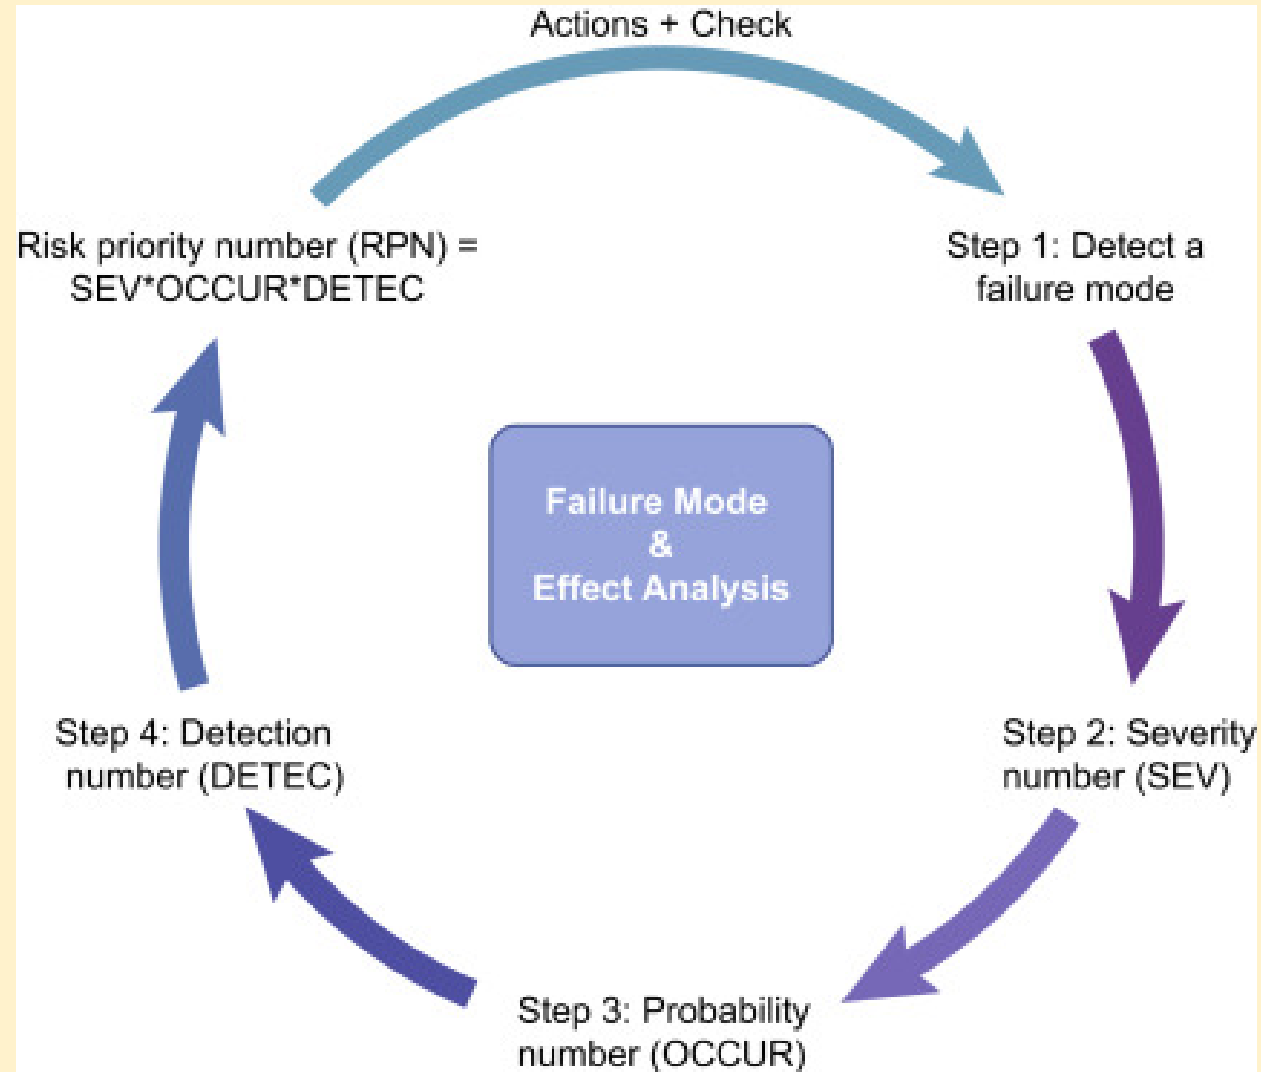 Actions + Check
Risk priority number (RPN) =
SEV*OCCUR*DETEC
Step 1: Detect a
failure mode
Failure Mode
&
Effect Analysis
Step 4: Detection
number (DETEC)
Step 2: Severity
number (SEV)
Step 3: Probability
number (OCCUR)